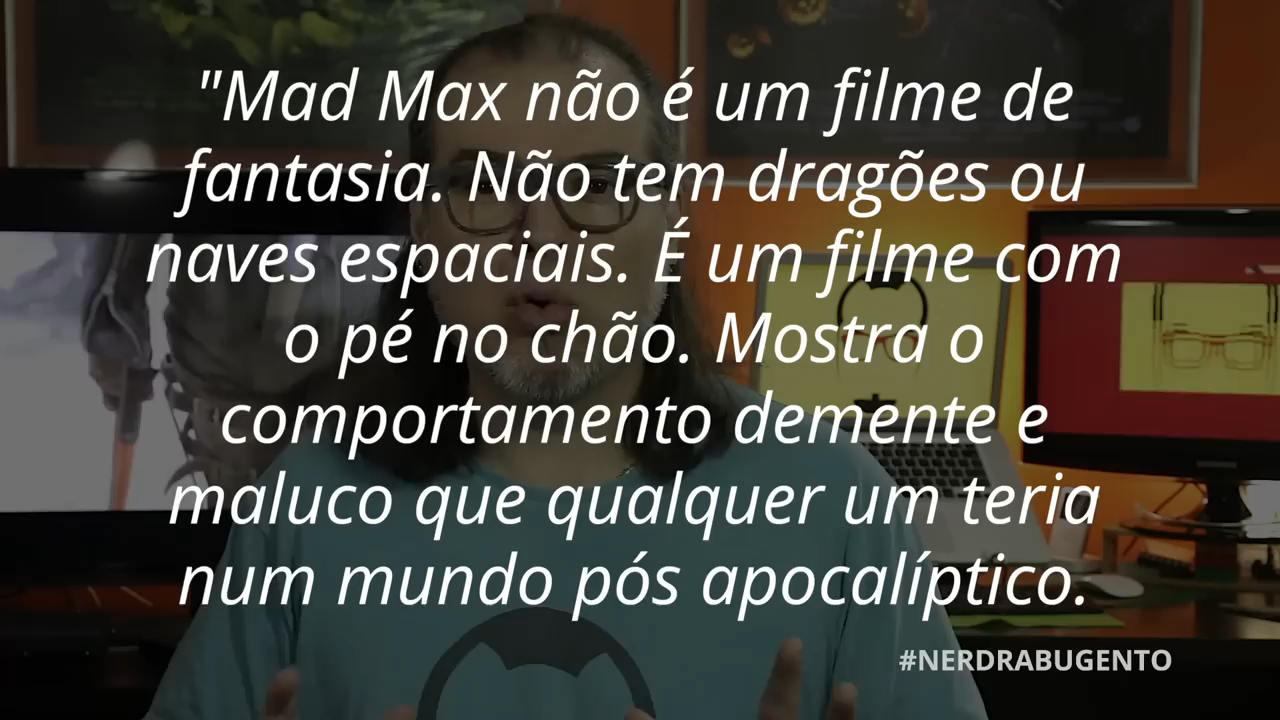 "Mad Max não é um filme de
fantasia. Não tem dragões ou
naves espaciais. É um filme com
o pé no chão. Mostra o
comportamento demente e
maluco que qualquer um teria
num mundo pós apocalíptico.
#NERDRABUGENTO